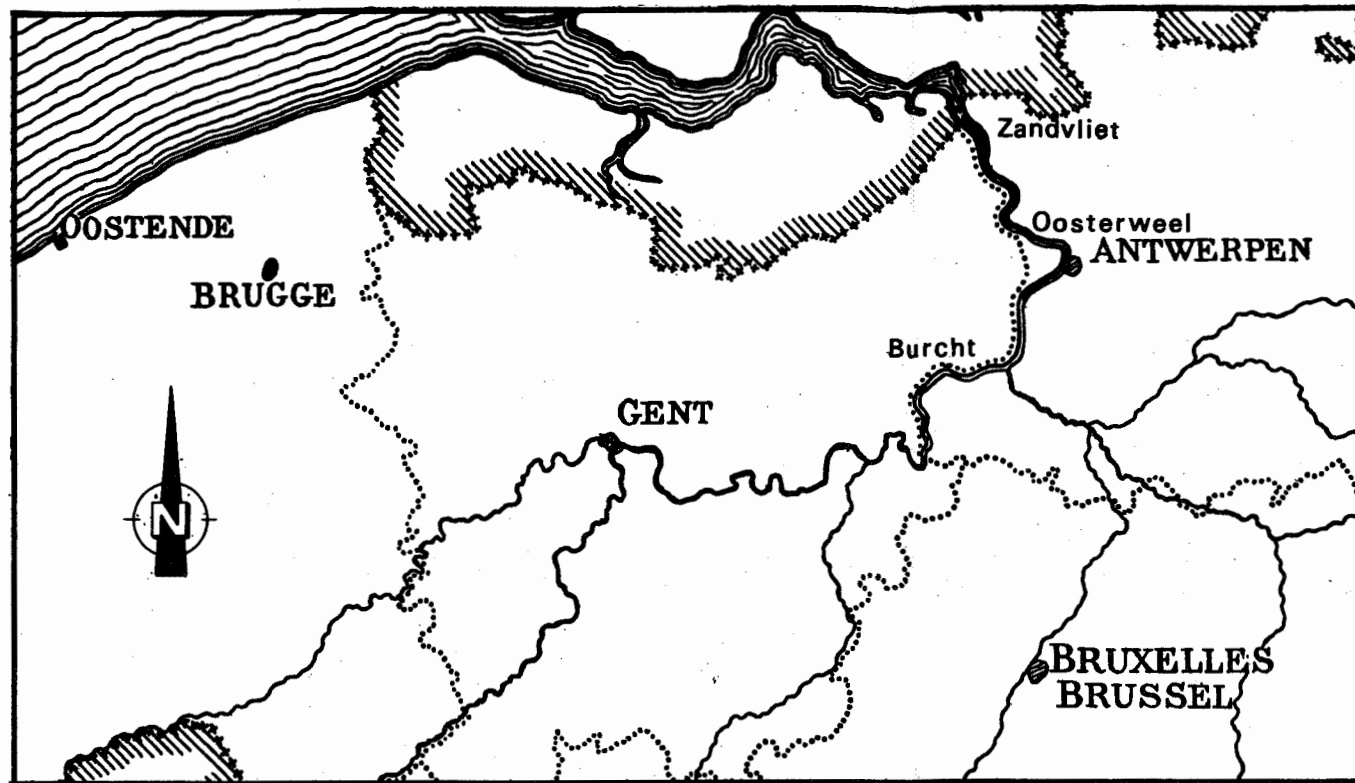 Zandvliet
Oosterweel
OOSTENDE
ANTWERPEN
BRUGGE
Burcht
GENT
N
BRUXELLES
BRUSSEL